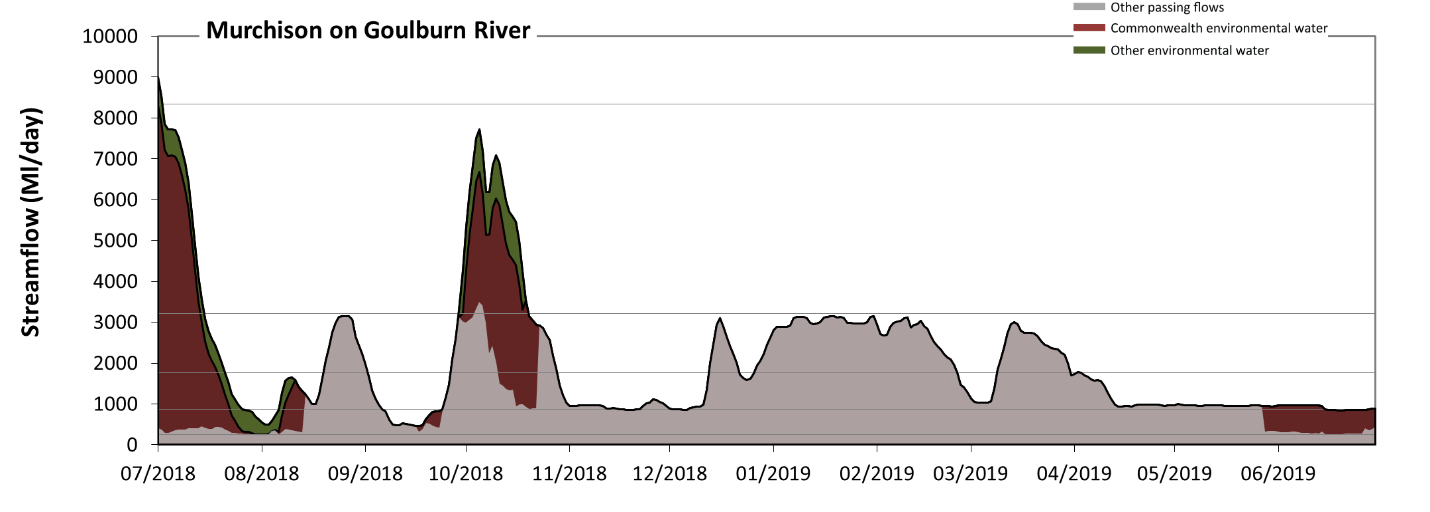 Other passing flows
Murchison on Goulburn River
Commonwealth environmental water
Other environmental water
10000
9000
8000
7000
6000
5000
4000
3000
2000
1000
0
Streamflow (Ml/day)
07/2018 08/2018 09/2018 10/2018 11/2018 12/2018 01/2019 02/2019 03/2019 04/2019 05/2019 06/2019